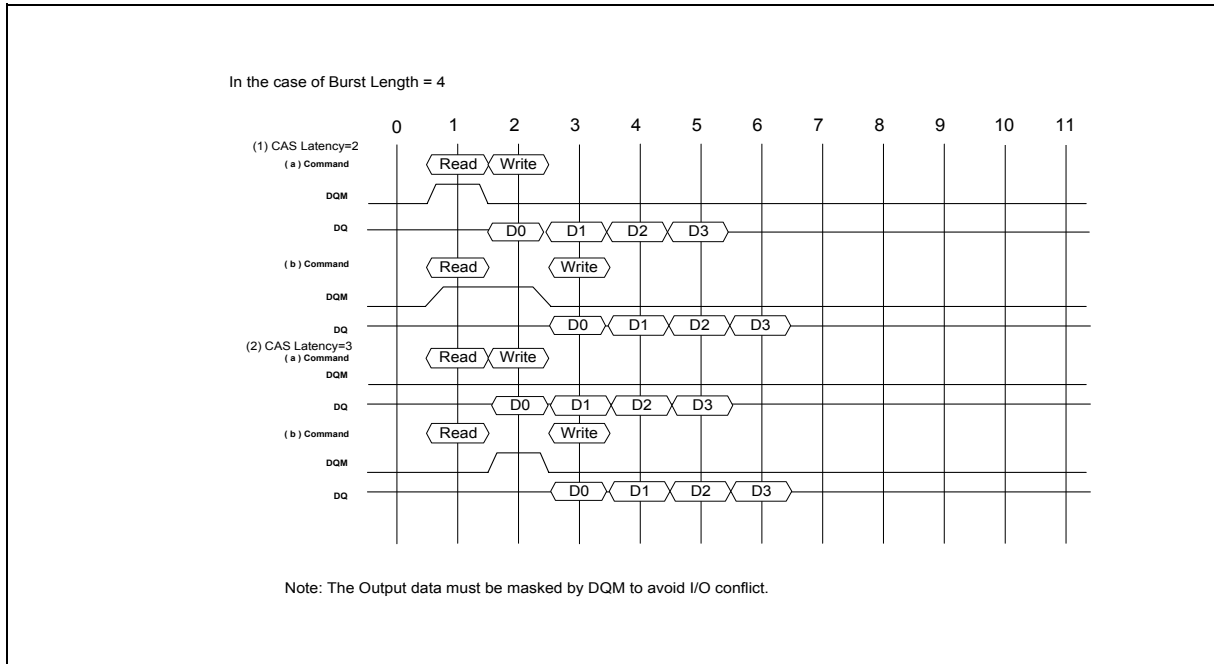 In the case of Burst Length = 4
0 1 2 3 4 5 6 7 8 9 10 11
(1) CAS Latency=2
( a ) Command Read Write
DQM
DQ D0 D1 D2 D3
( b ) Command Read Write
DQM
DQ D0 D1 D2 D3
(2) CAS Latency=3
( a ) Command Read Write
DQM
DQ D0 D1 D2 D3
( b ) Command Read Write
DQM
DQ D0 D1 D2 D3
Note: The Output data must be masked by DQM to avoid I/O conflict.